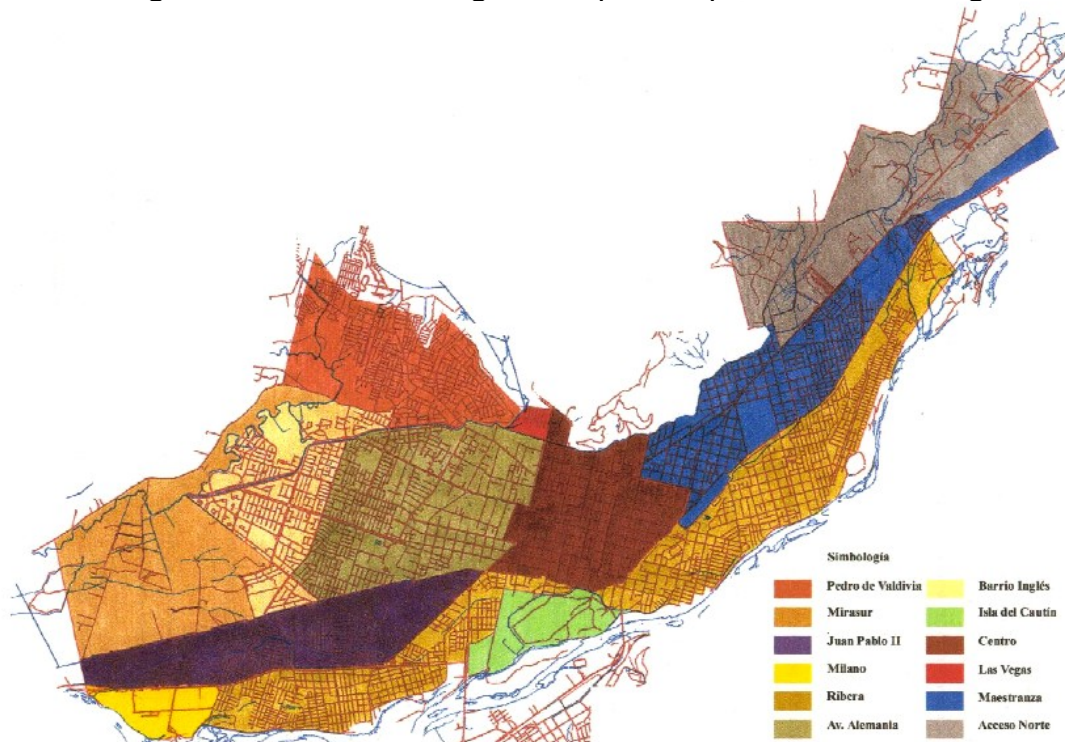 Simbología
Pedro de Valdivia
Barrio Inglés
Mirasur
Isla del Cautín
Juan Pablo II
Centro
Milano
Las Vegas
Ribera
Maestranza
Av. Alemania
Acceso Norte